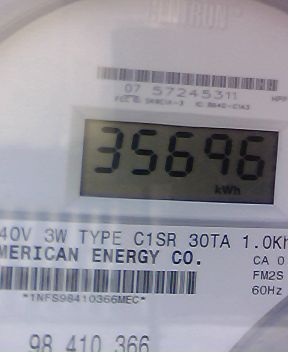 07 57245311
35696
kWh
40V 3W TYPE C1SR 30TA 1.0Kh
MERICAN ENERGY CO.
CA 0
FM2S
60Hz
*1NFS98410366MEC*
98 410 366